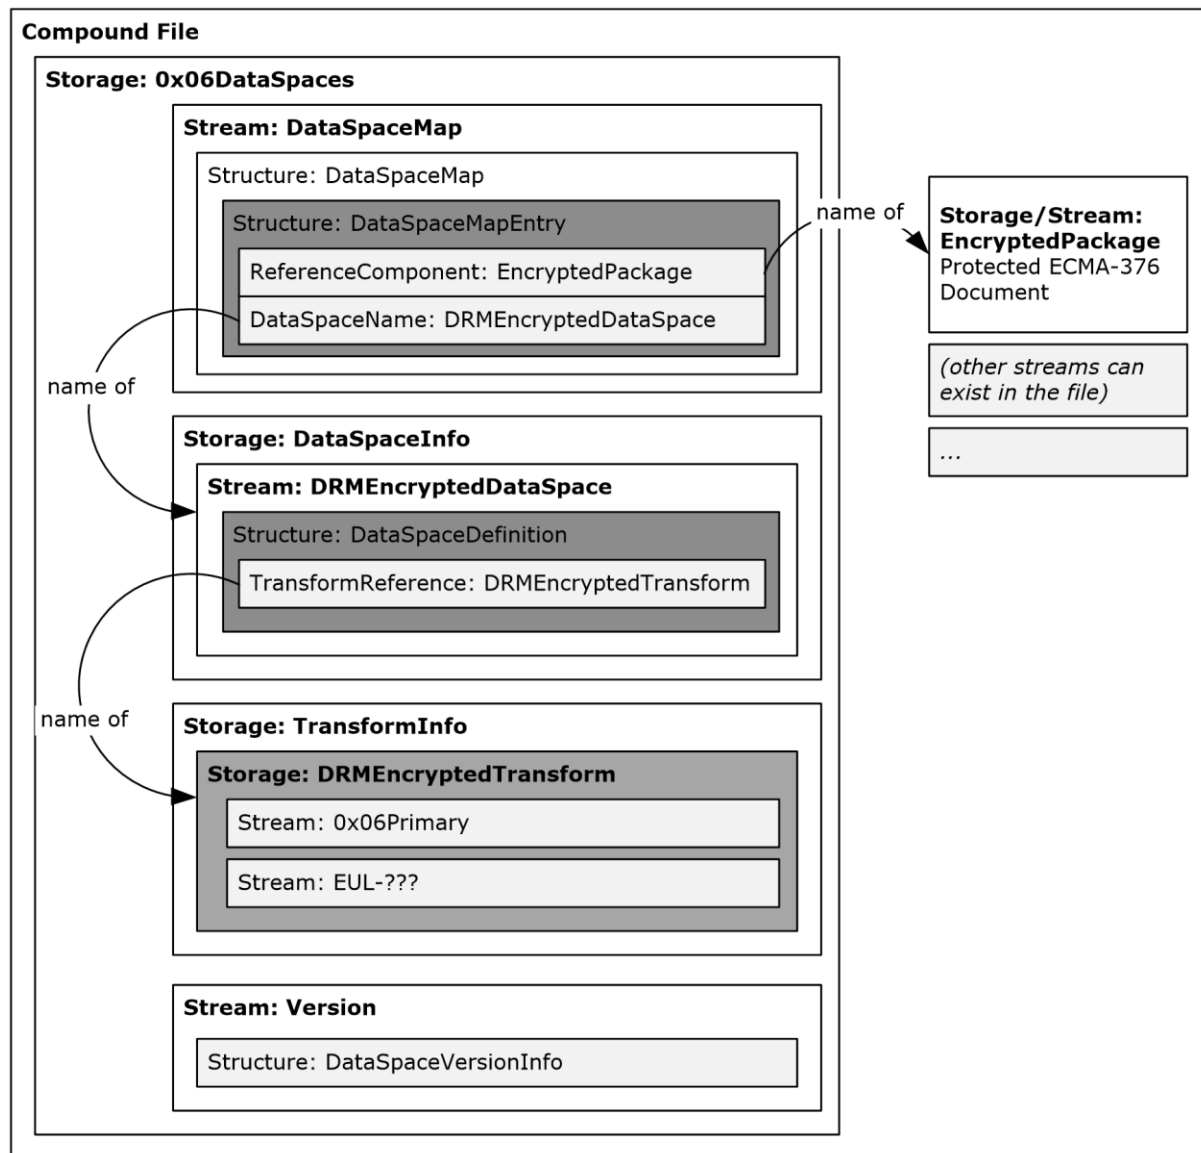 Compound File
Storage: 0x06DataSpaces
Stream: DataSpaceMap
Structure: DataSpaceMap
Structure: DataSpaceMapEntry
ReferenceComponent: EncryptedPackage
DataSpaceName: DRMEncryptedDataSpace
name of
Storage/Stream:
EncryptedPackage
Protected ECMA-376
Document
(other streams can
exist in the file)
...
name of
Storage: DataSpaceInfo
Stream: DRMEncryptedDataSpace
Structure: DataSpaceDefinition
TransformReference: DRMEncryptedTransform
name of
Storage: TransformInfo
Storage: DRMEncryptedTransform
Stream: 0x06Primary
Stream: EUL-???
Stream: Version
Structure: DataSpaceVersionInfo